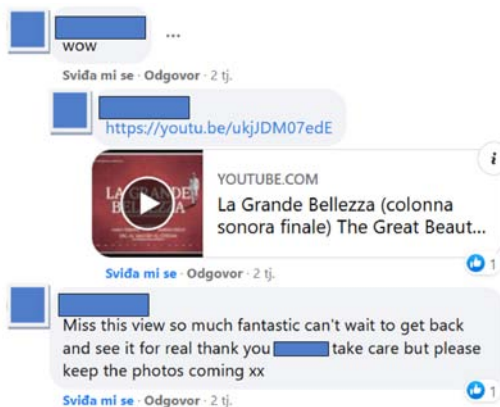 wow
...
Sviđa mi se · Odgovor · 2 tj.
https://youtu.be/ukjJDM07edE
LA GRANDE
BELLEZZA
YOUTUBE.COM
La Grande Bellezza (colonna
sonora finale) The Great Beaut...
i
1
Sviđa mi se · Odgovor · 2 tj.
Miss this view so much fantastic can't wait to get back
and see it for real thank you take care but please
keep the photos coming xx
1
Sviđa mi se · Odgovor · 2 tj.